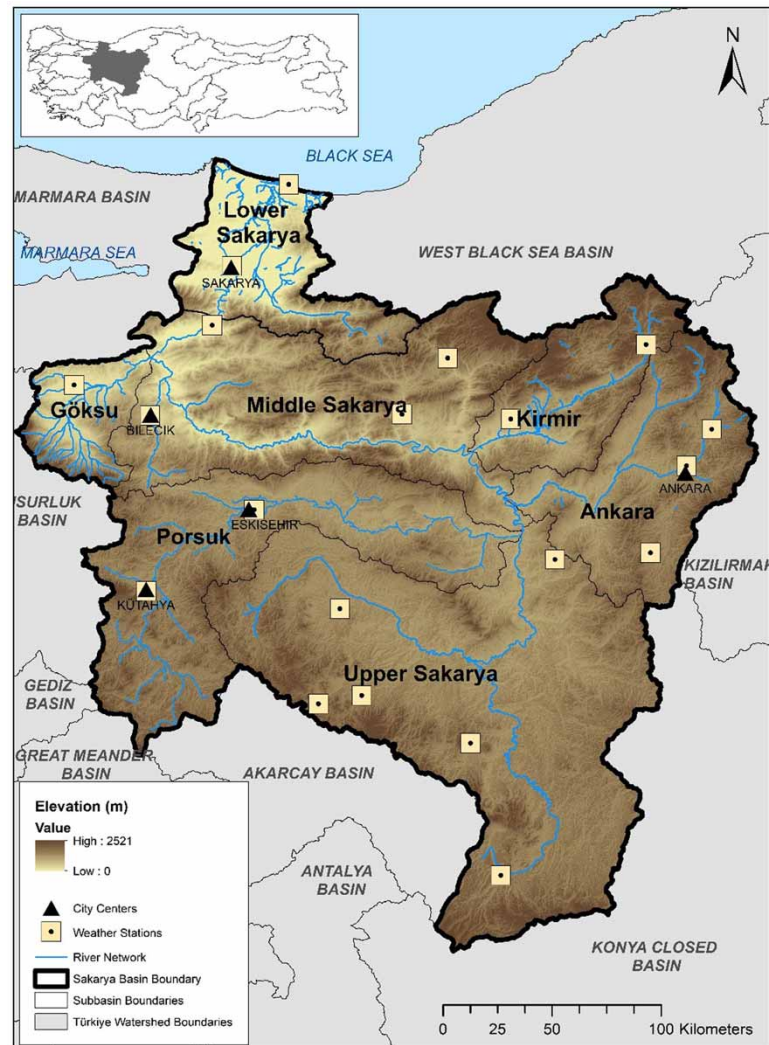 N
BLACK SEA
MARMARA BASIN
Lower
Sakarya
MARMARA SEA
WEST BLACK SEA BASIN
SAKARYA
Göksu
Middle Sakarya
Kirmir
BILECIK
USURLUK
BASIN
ANKARA
ESKISEHIR
Ankara
Porsuk
KIZILIRMAK
BASIN
KÜTAHYA
Upper Sakarya
GEDIZ
BASIN
GREAT MEANDER
BASIN
AKARCAY BASIN
Elevation (m)
Value
High : 2521
Low : 0
ANTALYA
BASIN
City Centers
Weather Stations
River Network
Sakarya Basin Boundary
Subbasin Boundaries
Türkiye Watershed Boundaries
KONYA CLOSED
BASIN
0 25 50 100 Kilometers